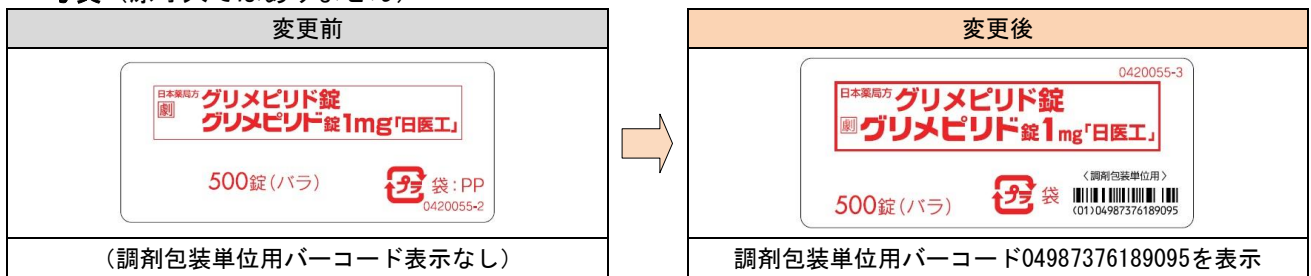 変更前
日本薬局方 グリメピリド錠
劇 グリメピリド錠1mg「日医工」
500錠(バラ)
プラ 袋:PP
0420055-2
(調剤包装単位用バーコード表示なし)
変更後
0420055-3
日本薬局方 グリメピリド錠
劇 グリメピリド錠1mg「日医工」
500錠(バラ)
プラ 袋
〈調剤包装単位用〉
(01)04987376189095
調剤包装単位用バーコード04987376189095を表示